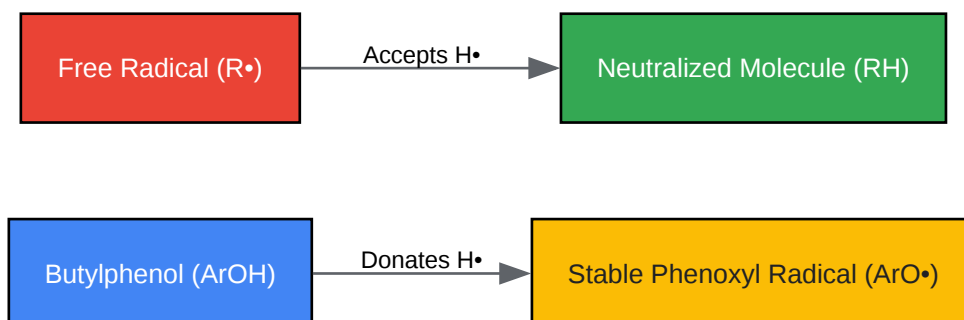 Free Radical (R•)
Accepts H•
Neutralized Molecule (RH)
Butylphenol (ArOH)
Donates H•
Stable Phenoxyl Radical (ArO•)